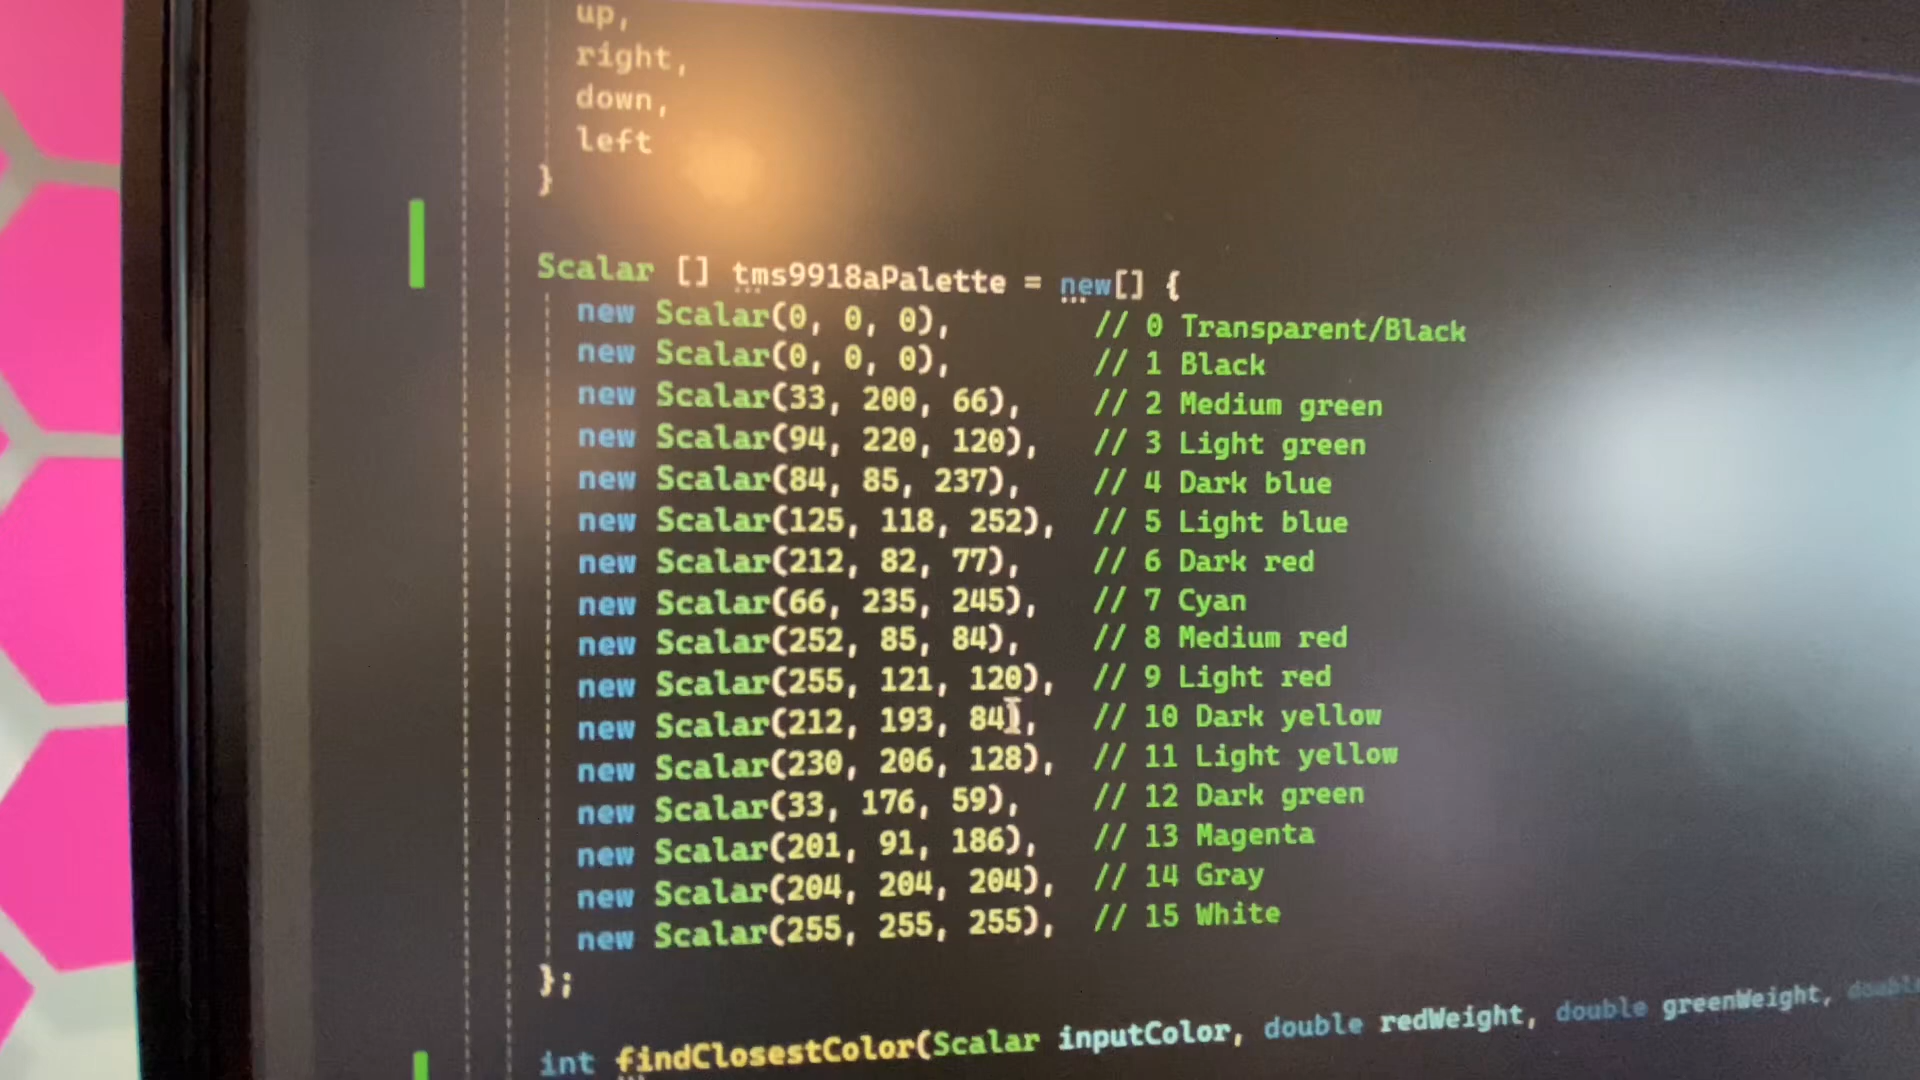 up,
right,
down,
left
}
Scalar [] tms9918aPalette = new[] {
new Scalar(0, 0, 0), // 0 Transparent/Black
new Scalar(0, 0, 0), // 1 Black
new Scalar(33, 200, 66), // 2 Medium green
new Scalar(94, 220, 120), // 3 Light green
new Scalar(84, 85, 237), // 4 Dark blue
new Scalar(125, 118, 252), // 5 Light blue
new Scalar(212, 82, 77), // 6 Dark red
new Scalar(66, 235, 245), // 7 Cyan
new Scalar(252, 85, 84), // 8 Medium red
new Scalar(255, 121, 120), // 9 Light red
new Scalar(212, 193, 84), // 10 Dark yellow
new Scalar(230, 206, 128), // 11 Light yellow
new Scalar(33, 176, 59), // 12 Dark green
new Scalar(201, 91, 186), // 13 Magenta
new Scalar(204, 204, 204), // 14 Gray
new Scalar(255, 255, 255), // 15 White
};
int findClosestColor(Scalar inputColor, double redWeight, double greenWeight, double